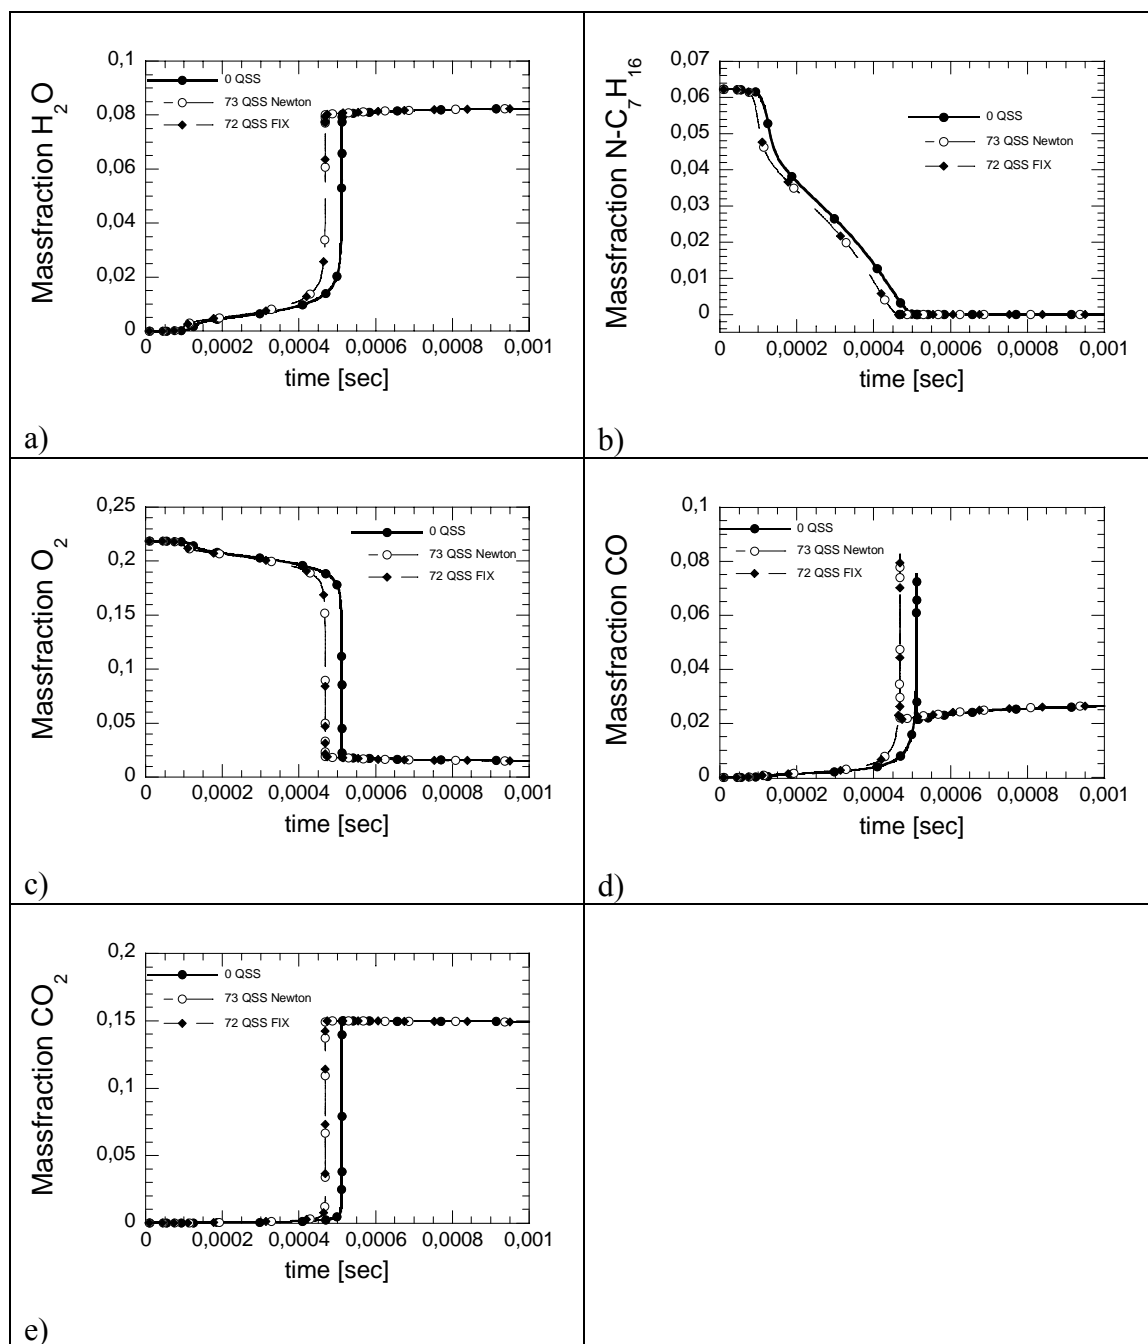 Massfraction H2O
0,1
0,08
0,06
0,04
0,02
0
0 QSS
73 QSS Newton
72 QSS FIX
0 0,0002 0,0004 0,0006 0,0008 0,001
time [sec]
a)
Massfraction N-C7H16
0,07
0,06
0,05
0,04
0,03
0,02
0,01
0
0 QSS
73 QSS Newton
72 QSS FIX
0 0,0002 0,0004 0,0006 0,0008 0,001
time [sec]
b)
Massfraction O2
0,25
0,2
0,15
0,1
0,05
0
0 QSS
73 QSS Newton
72 QSS FIX
0 0,0002 0,0004 0,0006 0,0008 0,001
time [sec]
c)
Massfraction CO
0,1
0,08
0,06
0,04
0,02
0
0 QSS
73 QSS Newton
72 QSS FIX
0 0,0002 0,0004 0,0006 0,0008 0,001
time [sec]
d)
Massfraction CO2
0,2
0,15
0,1
0,05
0
0 QSS
73 QSS Newton
72 QSS FIX
0 0,0002 0,0004 0,0006 0,0008 0,001
time [sec]
e)